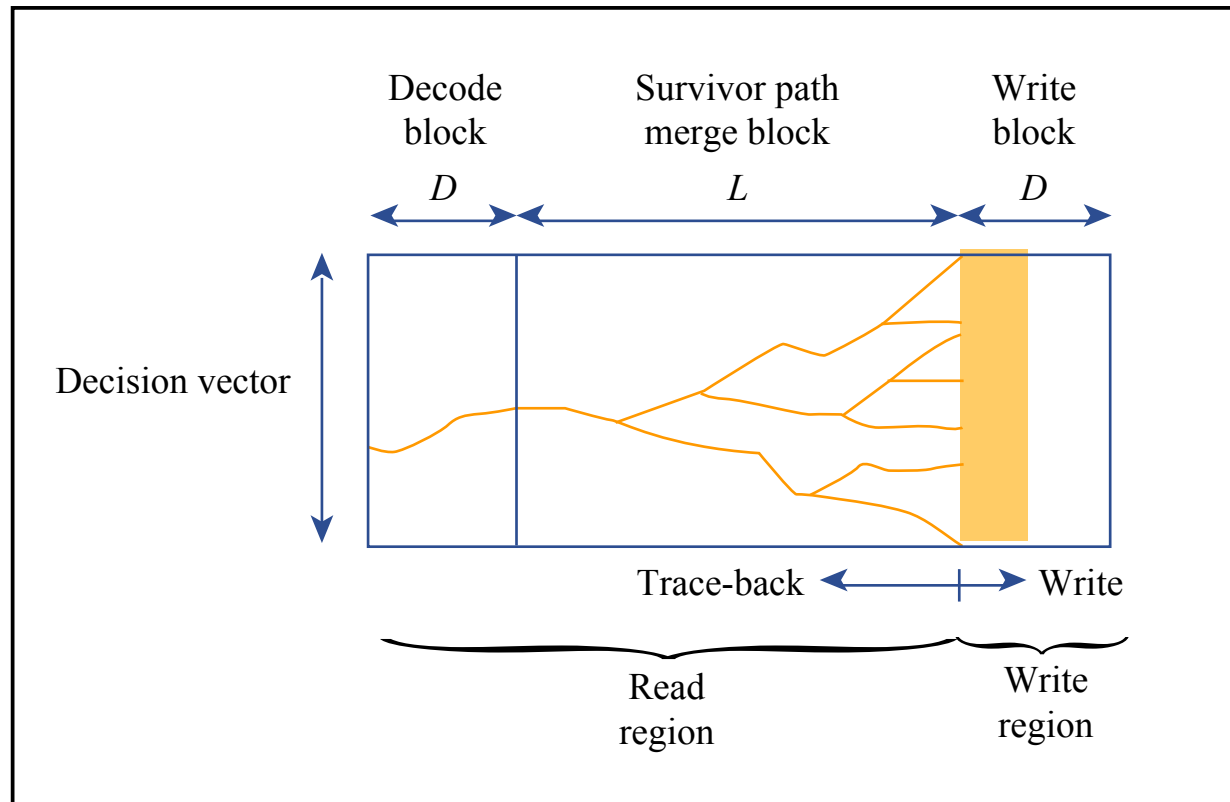 Decode
block
D
Survivor path
merge block
L
Write
block
D
Decision vector
Trace-back
Write
Read
region
Write
region